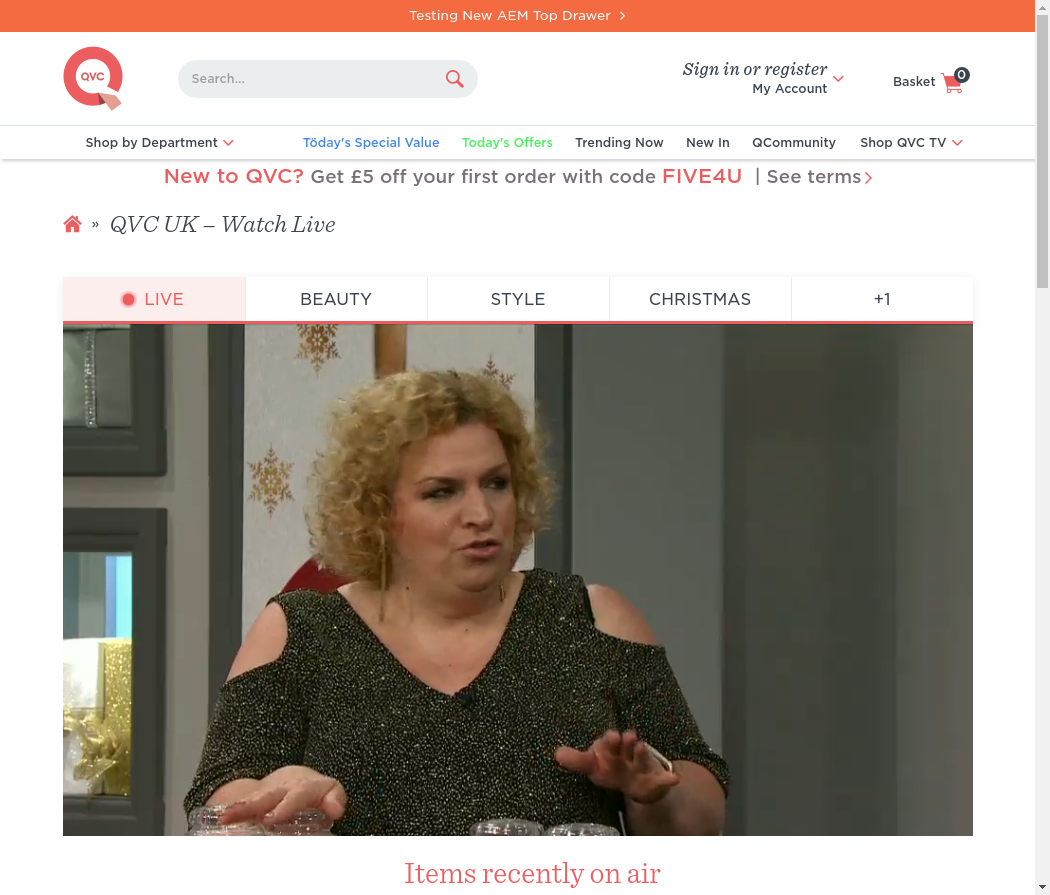 Testing New AEM Top Drawer
QVC
Search...
Sign in or register
My Account
Basket
0
Shop by Department
Töday's Special Value
Today's Offers
Trending Now
New In
QCommunity
Shop QVC TV
New to QVC? Get £5 off your first order with code FIVE4U | See terms
» QVC UK – Watch Live
LIVE
BEAUTY
STYLE
CHRISTMAS
+1
Items recently on air